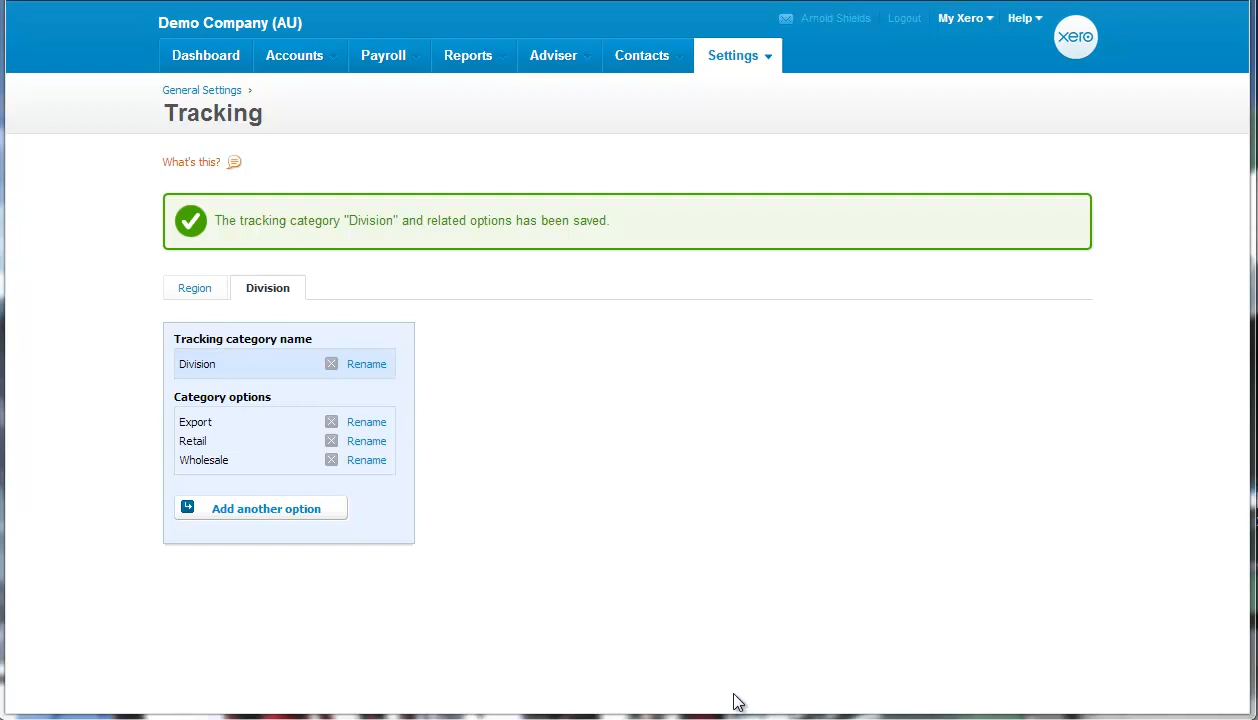 Demo Company (AU)
Arnold Shields Logout My Xero Help
xero
Dashboard Accounts Payroll Reports Adviser Contacts Settings
General Settings ›
Tracking
What's this?
The tracking category "Division" and related options has been saved.
Region Division
Tracking category name
Division Rename
Category options
Export Rename
Retail Rename
Wholesale Rename
Add another option